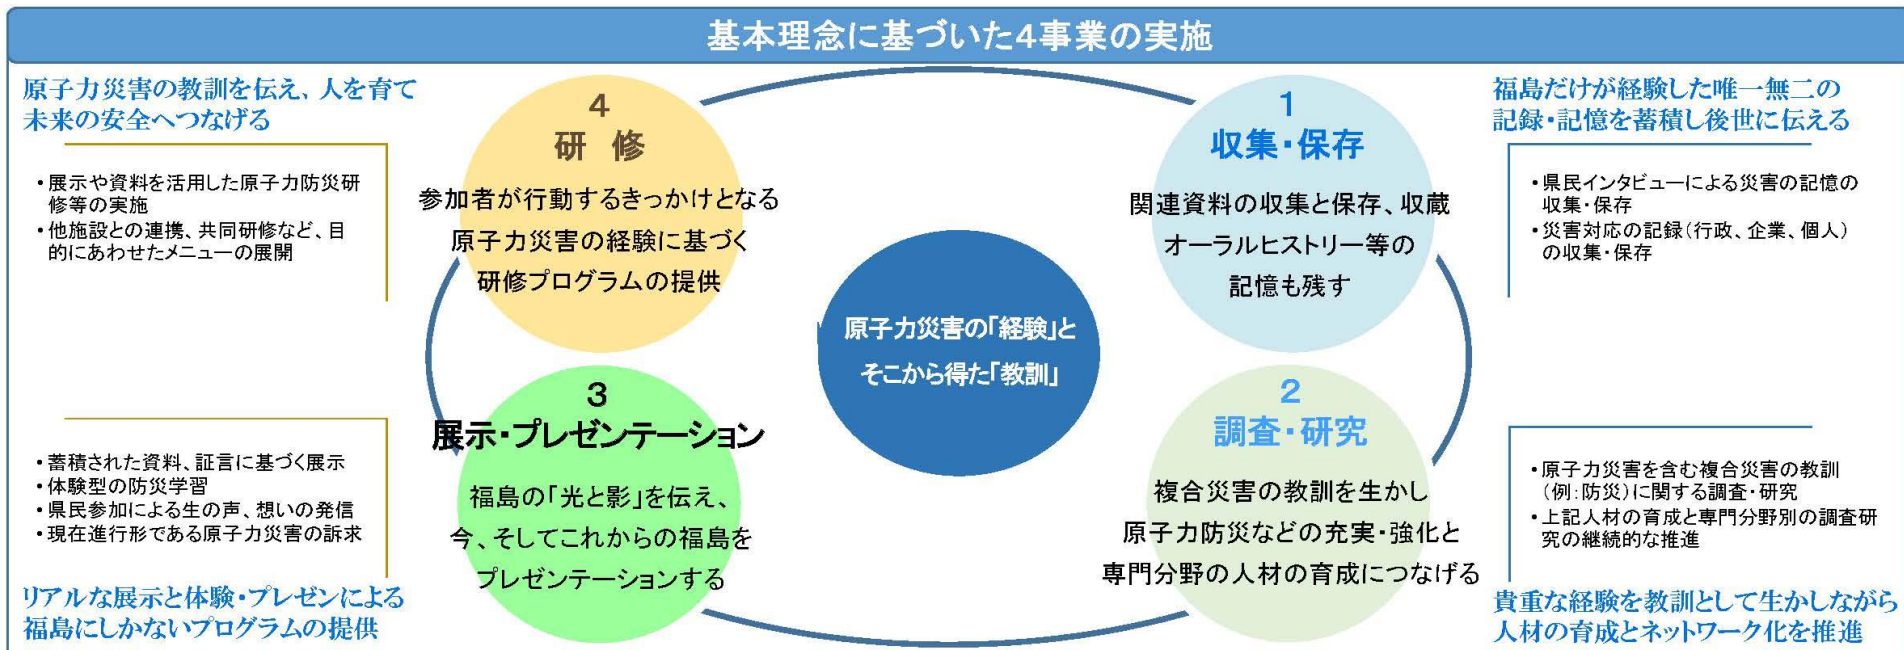 基本理念に基づいた4事業の実施
原子力災害の教訓を伝え、人を育て
未来の安全へつなげる
・展示や資料を活用した原子力防災研
修等の実施
・他施設との連携、共同研修など、目
的にあわせたメニューの展開
4
研 修
参加者が行動するきっかけとなる
原子力災害の経験に基づく
研修プログラムの提供
1
収集・保存
関連資料の収集と保存、収蔵
オーラルヒストリー等の
記憶も残す
福島だけが経験した唯一無二の
記録・記憶を蓄積し後世に伝える
・県民インタビューによる災害の記憶の
収集・保存
・災害対応の記録（行政、企業、個人）
の収集・保存
原子力災害の「経験」と
そこから得た「教訓」
・蓄積された資料、証言に基づく展示
・体験型の防災学習
・県民参加による生の声、想いの発信
・現在進行形である原子力災害の訴求
リアルな展示と体験・プレゼンによる
福島にしかないプログラムの提供
3
展示・プレゼンテーション
福島の「光と影」を伝え、
今、そしてこれからの福島を
プレゼンテーションする
2
調査・研究
複合災害の教訓を生かし
原子力防災などの充実・強化と
専門分野の人材の育成につなげる
・原子力災害を含む複合災害の教訓
（例：防災）に関する調査・研究
・上記人材の育成と専門分野別の調査研
究の継続的な推進
貴重な経験を教訓として生かしながら
人材の育成とネットワーク化を推進